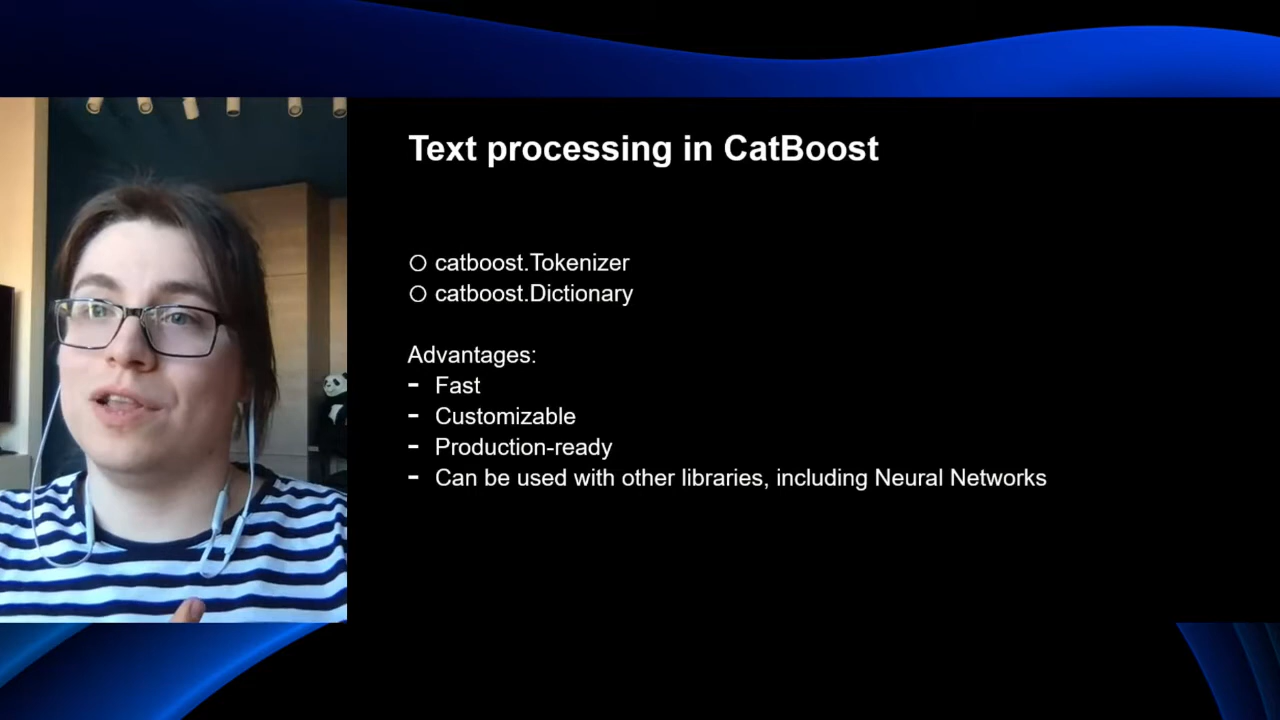 Text processing in CatBoost
catboost.Tokenizer
catboost.Dictionary
Advantages:
- Fast
- Customizable
- Production-ready
- Can be used with other libraries, including Neural Networks